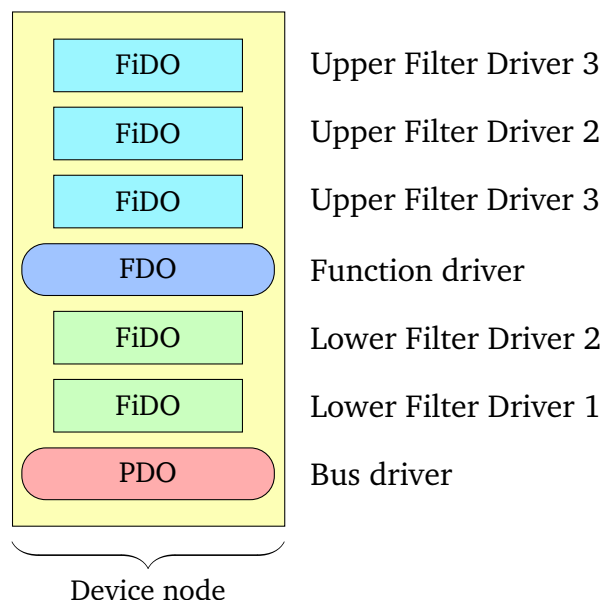 FiDO Upper Filter Driver 3
FiDO Upper Filter Driver 2
FiDO Upper Filter Driver 3
FDO Function driver
FiDO Lower Filter Driver 2
FiDO Lower Filter Driver 1
PDO Bus driver
Device node